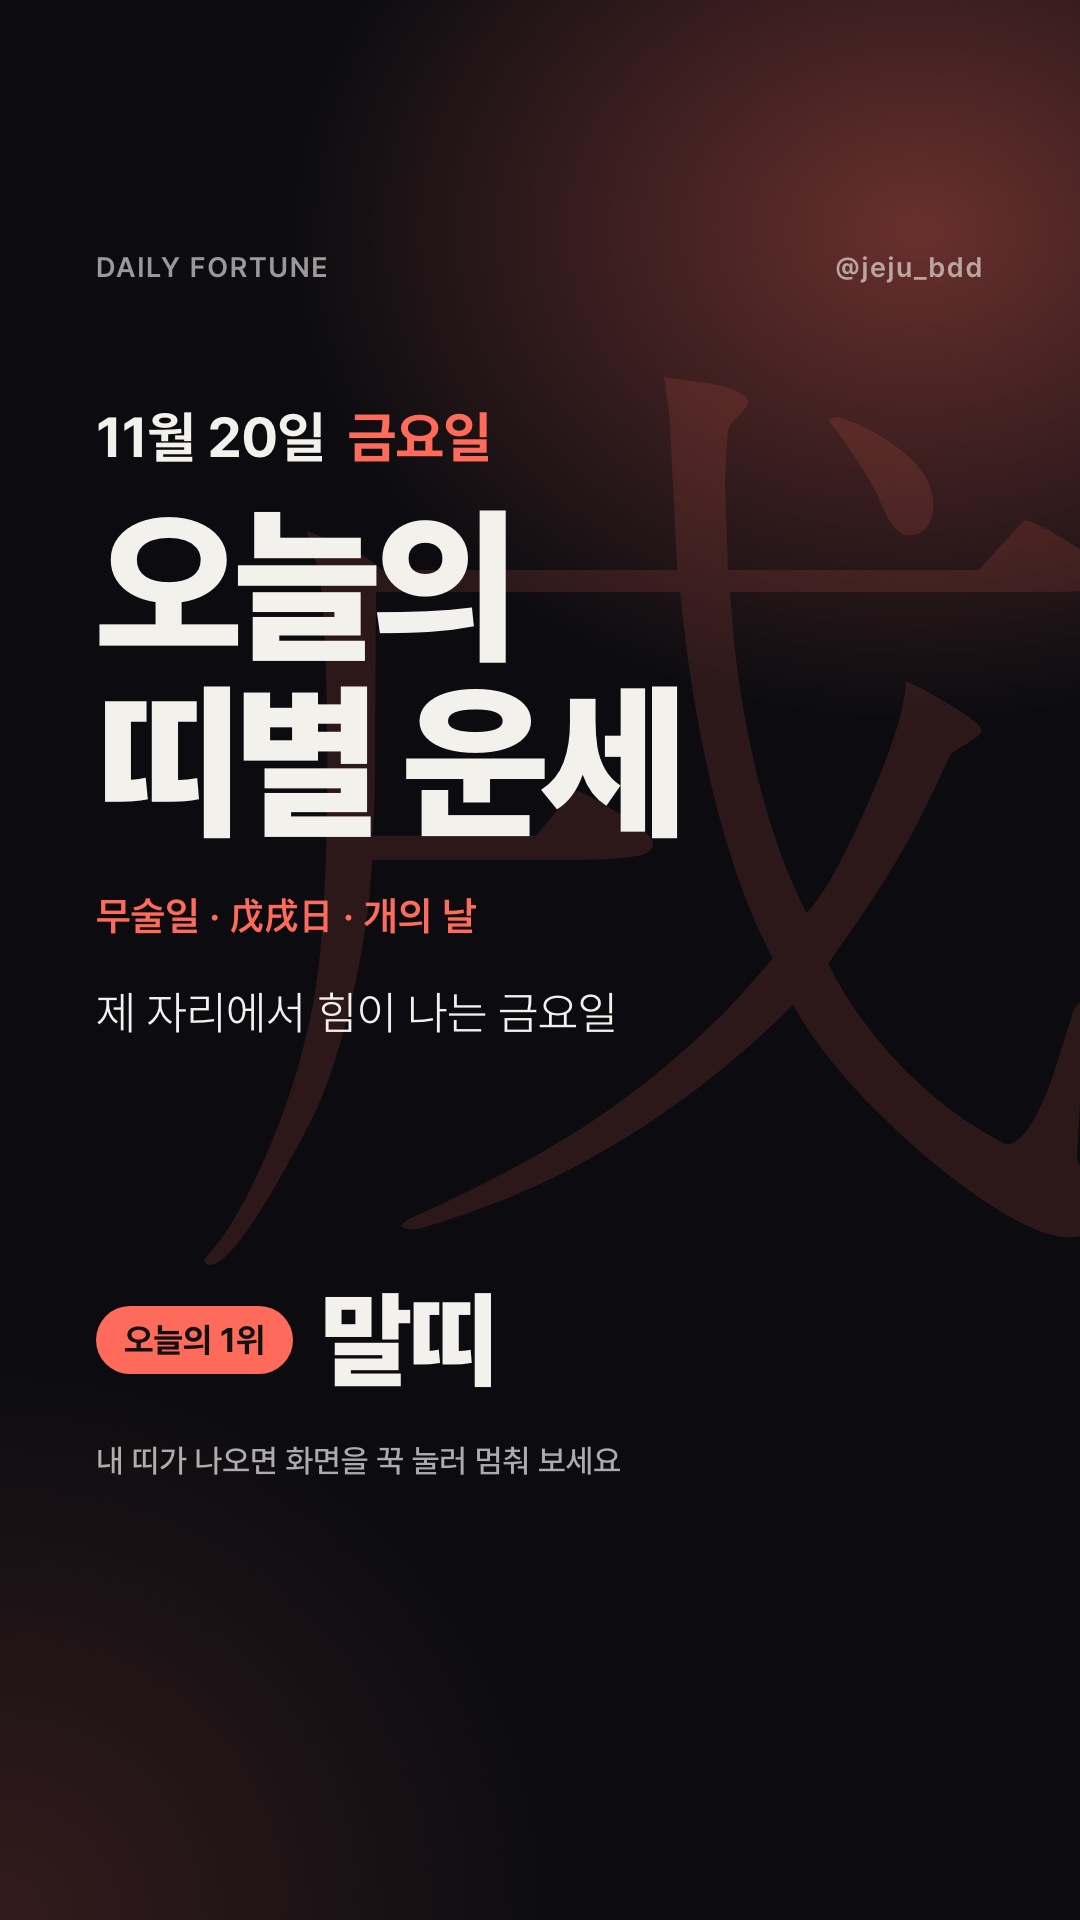 DAILY FORTUNE
@jeju_bdd
11월 20일 금요일
오늘의
띠별 운세
무술일 · 戊戌日 · 개의 날
제 자리에서 힘이 나는 금요일
오늘의 1위 말띠
내 띠가 나오면 화면을 꾹 눌러 멈춰 보세요
戌